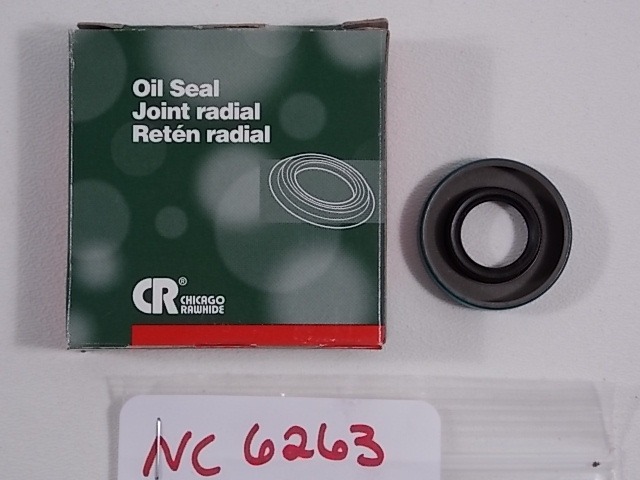 Oil Seal
Joint radial
Retén radial
CR®
CHICAGO
RAWHIDE
NC 6263